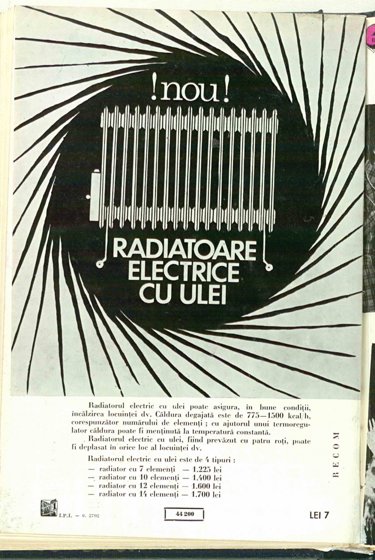 !nou!
RADIATOARE
ELECTRICE
CU ULEI
Radiatorul electric cu ulei poate asigura, în bune condiții,
încălzirea locuinței dv. Căldura degajată este de 775—1500 kcal/h,
corespunzător numărului de elemenți ; cu ajutorul unui termoregu-
lator căldura poate fi menținută la temperatură constantă.
Radiatorul electric cu ulei, fiind prevăzut cu patru roți, poate
fi deplasat în orice loc al locuinței dv.
Radiatorul electric cu ulei este de 4 tipuri :
— radiator cu 7 elemenți — 1.225 lei
— radiator cu 10 elemenți — 1.400 lei
— radiator cu 12 elemenți — 1.600 lei
— radiator cu 14 elemenți — 1.700 lei
RECOM
44200
LEI 7